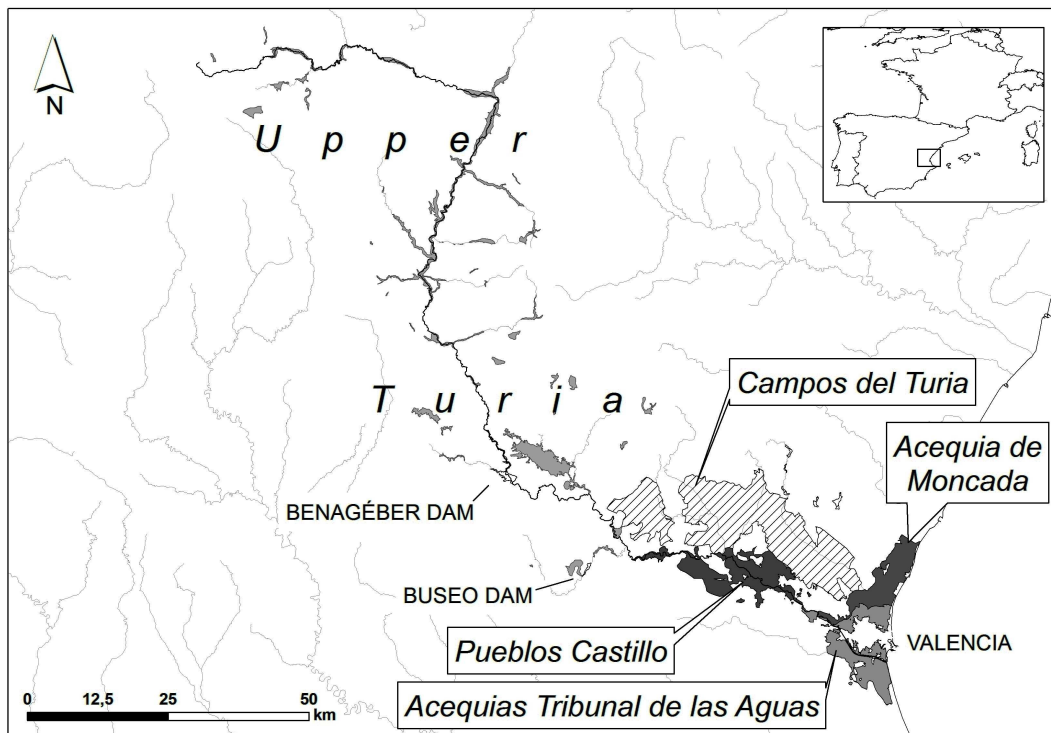 N
U p p e r
T u r i a
Campos del Turia
Acequia de
Moncada
BENAGÉBER DAM
BUSEO DAM
VALENCIA
Pueblos Castillo
Acequias Tribunal de las Aguas
0 12,5 25 50
km